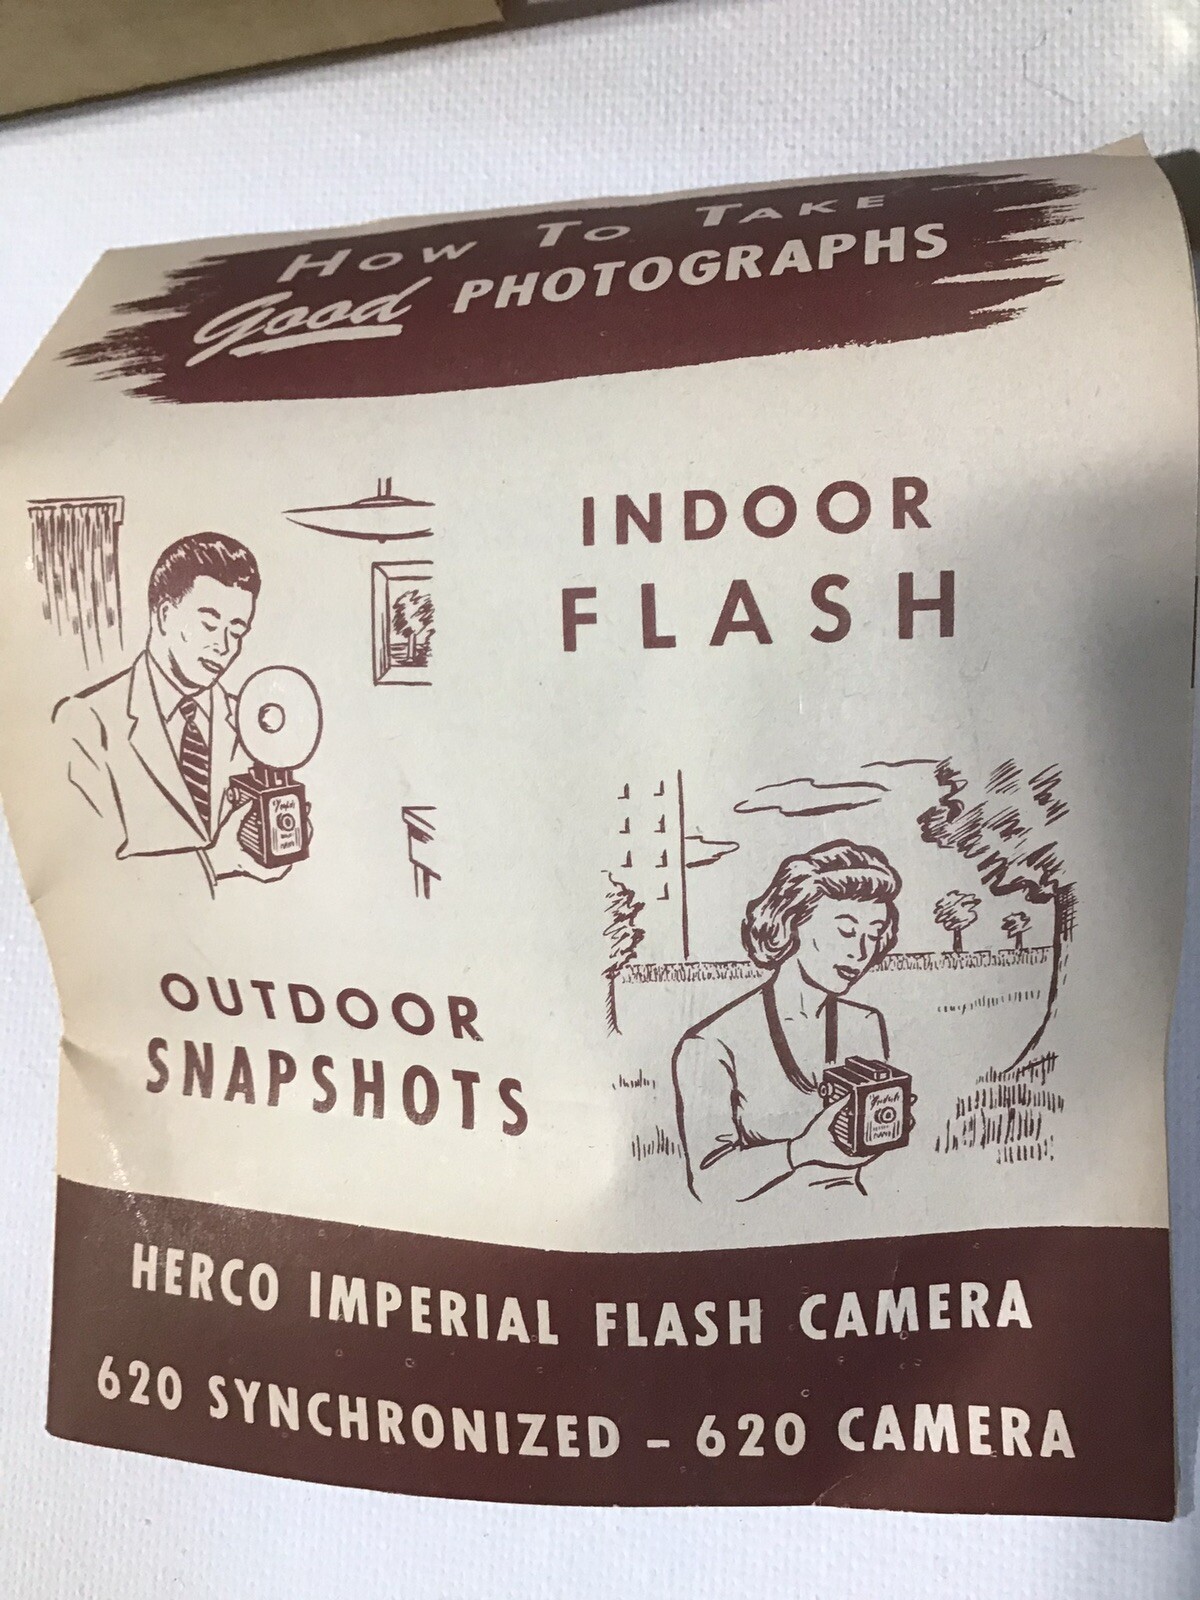 HOW TO TAKE
Good PHOTOGRAPHS
INDOOR
FLASH
OUTDOOR
SNAPSHOTS
HERCO IMPERIAL FLASH CAMERA
620 SYNCHRONIZED – 620 CAMERA